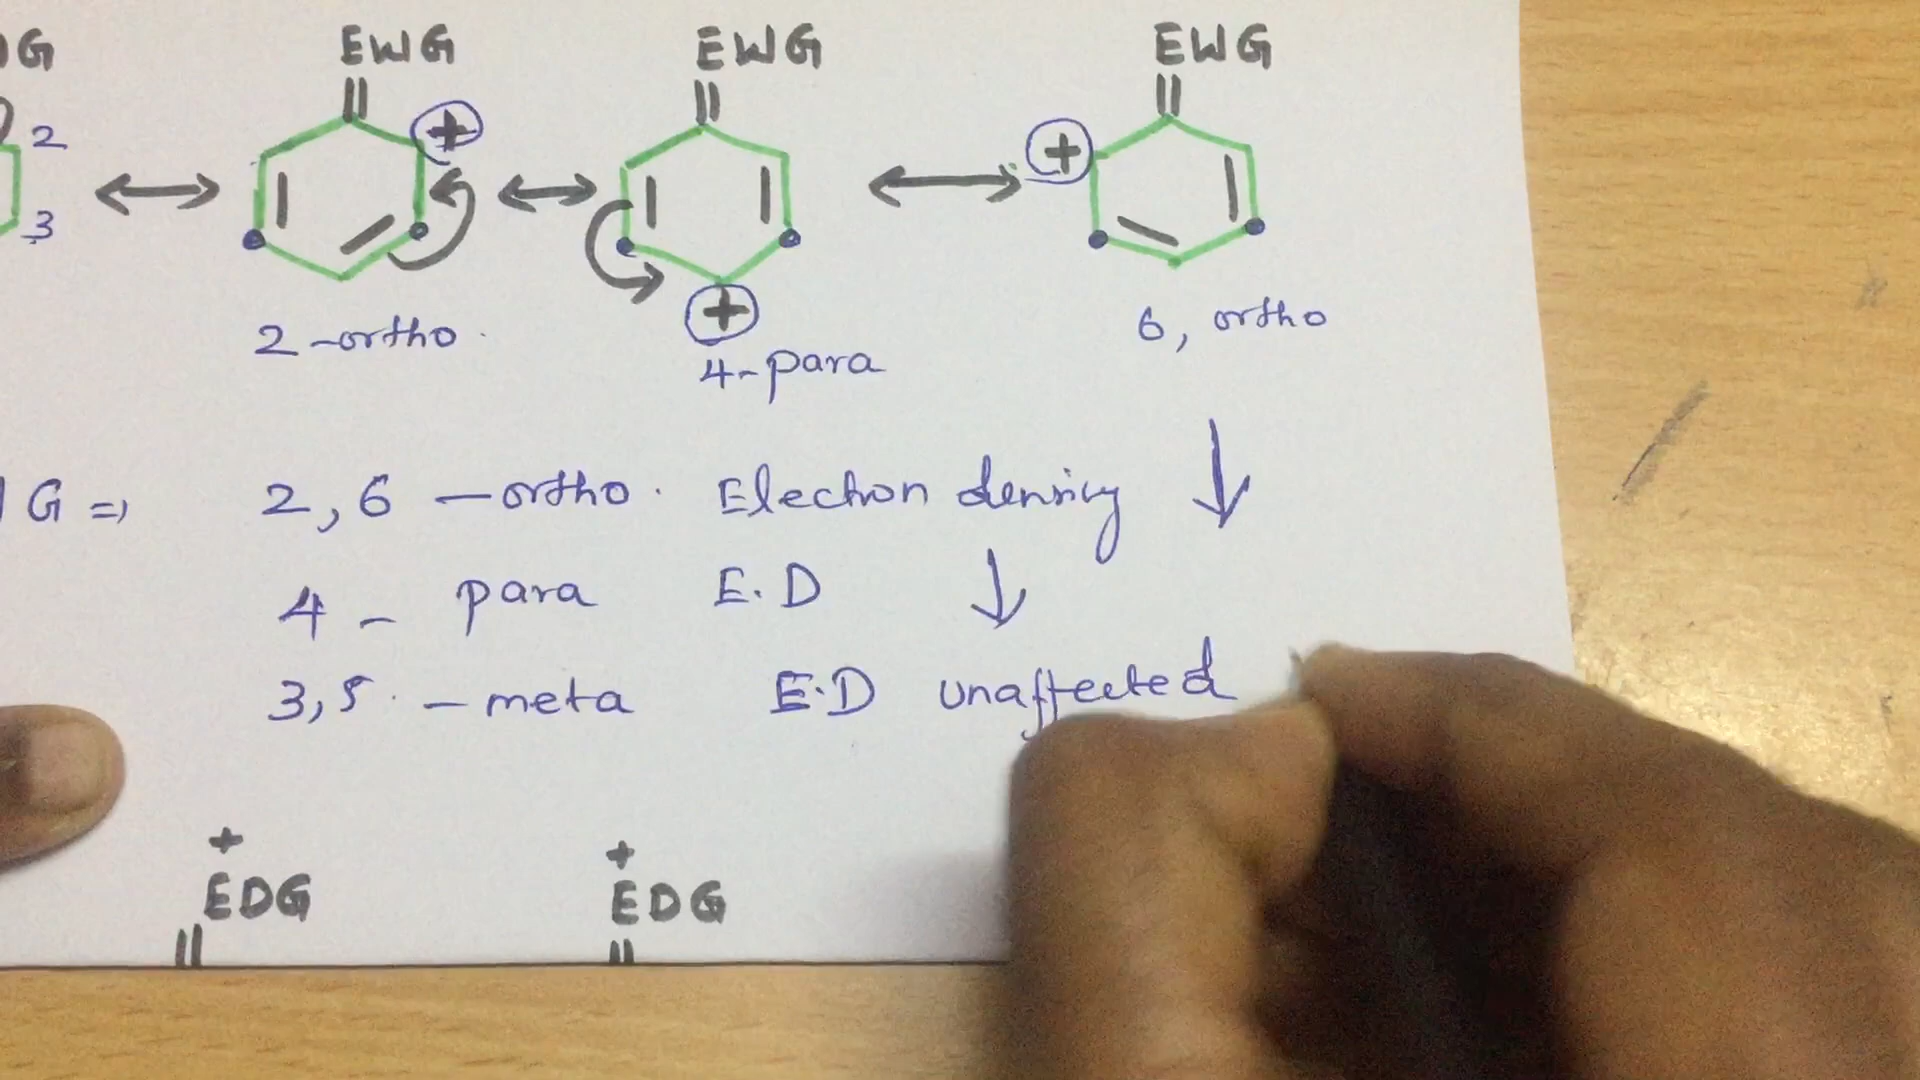 G EWG EWG EWG
2 + +
3
+
2 - ortho . 4 - para 6, ortho
G => 2, 6 - ortho . Electron density ↓
4 - para E.D ↓
3, 5 . - meta E.D unaffected
+ +
EDG EDG